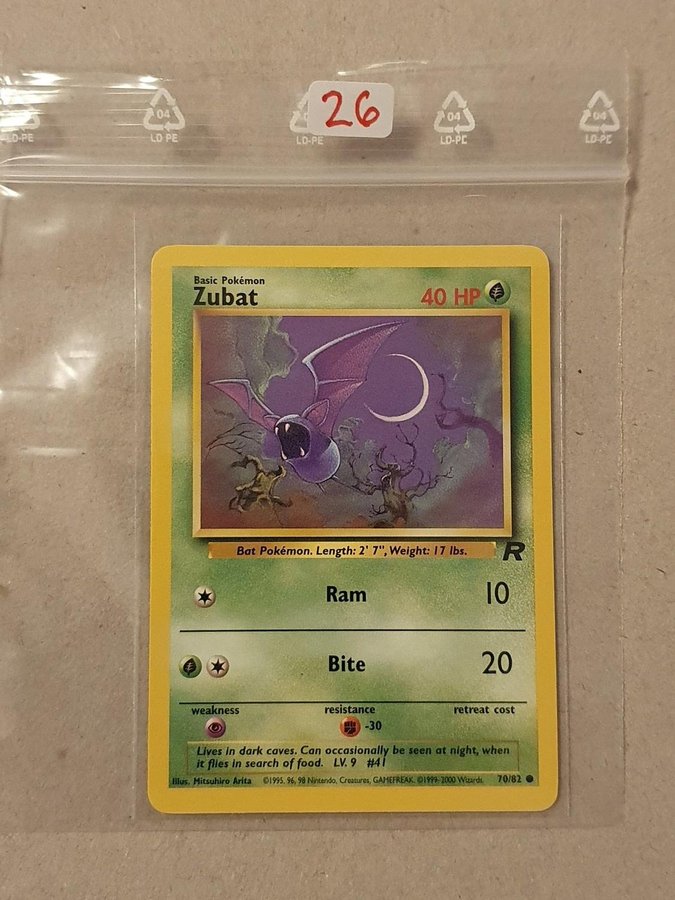 26
04 04 04 04
LD-PE LD PE LD-PE LD-PE LD-PE
Basic Pokémon
Zubat 40 HP
Bat Pokémon. Length: 2' 7", Weight: 17 lbs.
R
Ram 10
Bite 20
weakness resistance retreat cost
-30
Lives in dark caves. Can occasionally be seen at night, when
it flies in search of food. LV. 9 #41
Illus. Mitsuhiro Arita ©1995, 96, 98 Nintendo, Creatures, GAMEFREAK. ©1999-2000 Wizards. 70/82